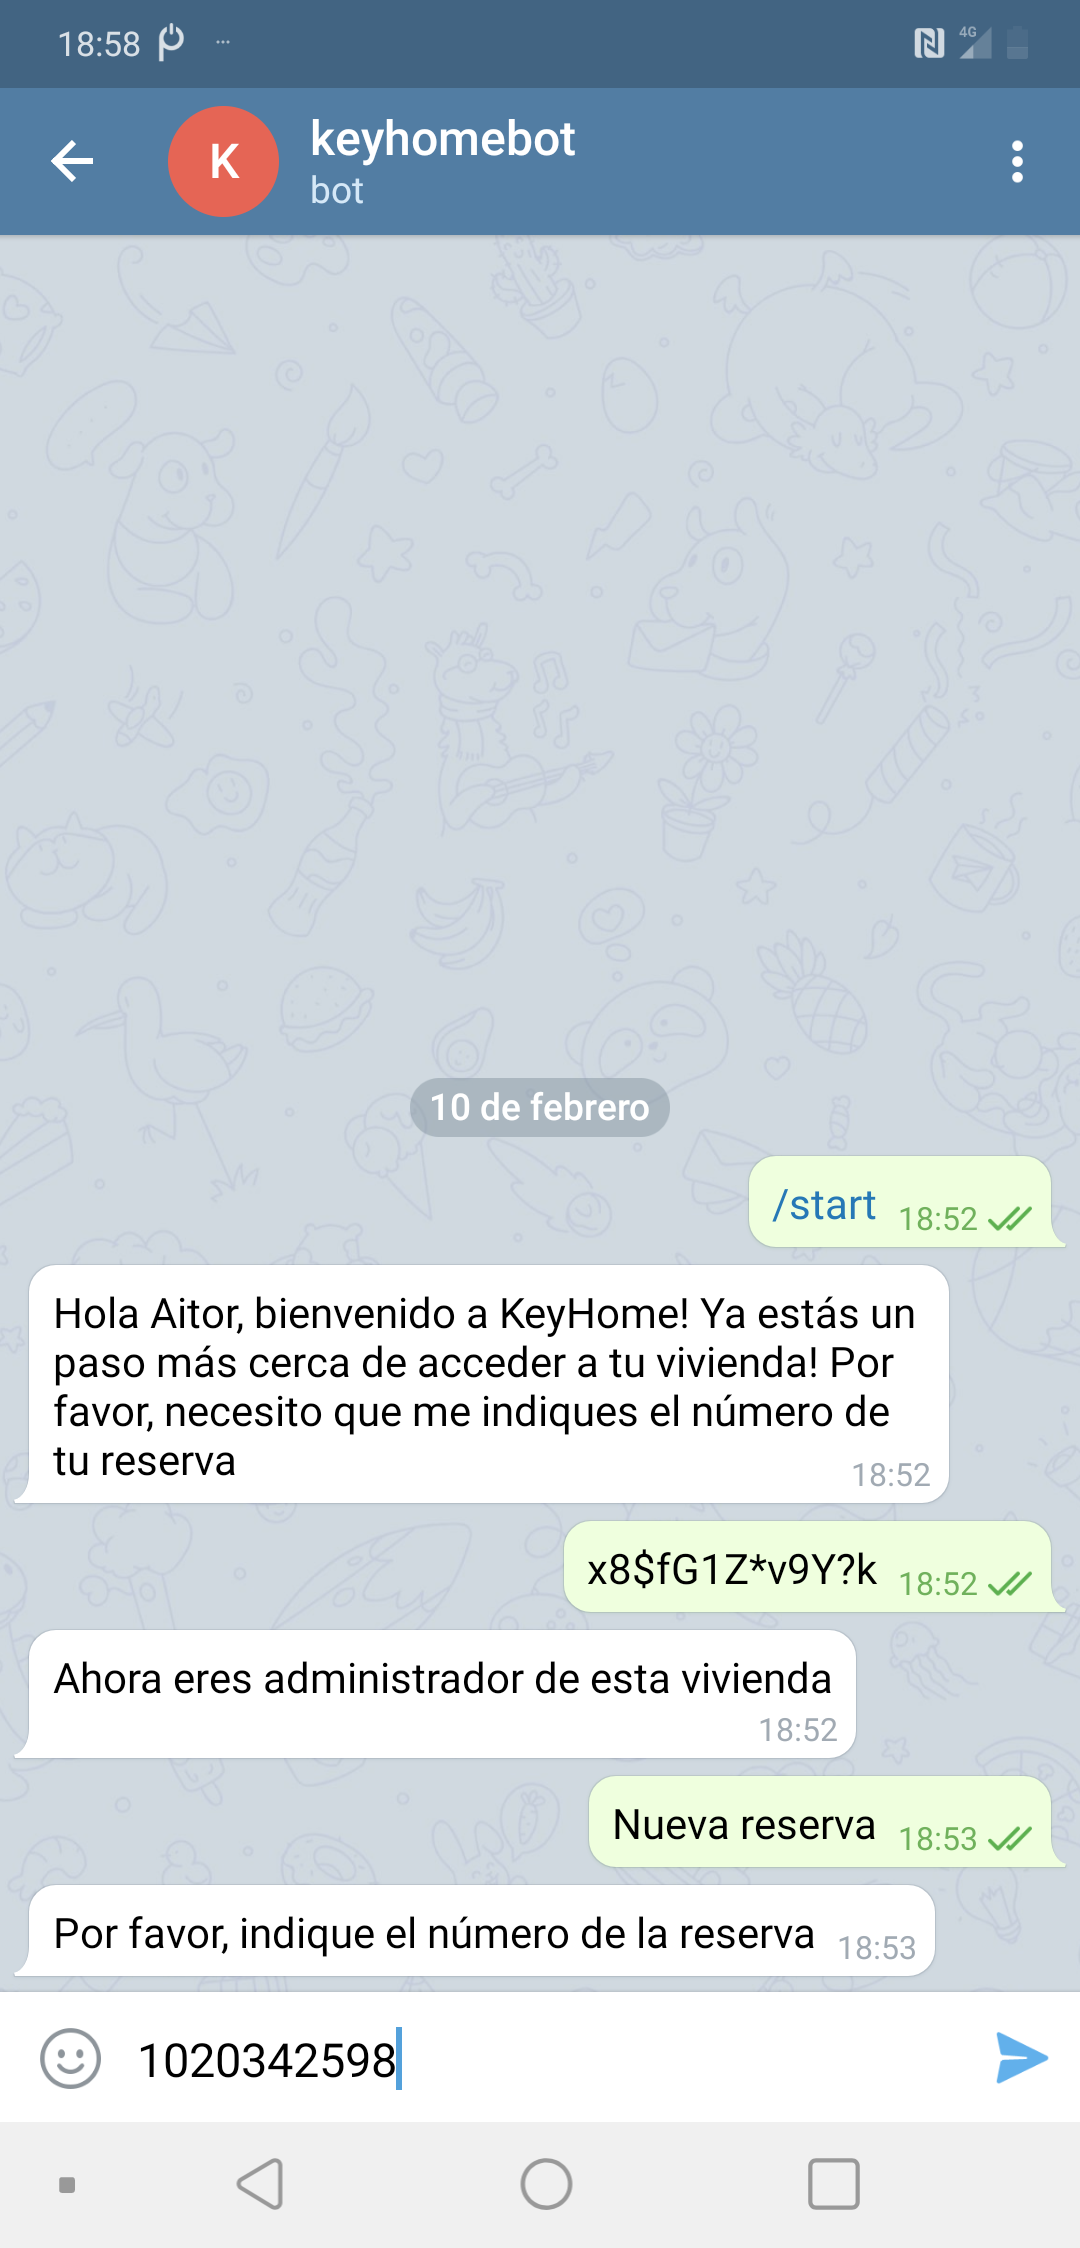 18:58
4G
K
keyhomebot
bot
10 de febrero
/start 18:52
Hola Aitor, bienvenido a KeyHome! Ya estás un
paso más cerca de acceder a tu vivienda! Por
favor, necesito que me indiques el número de
tu reserva 18:52
x8$fG1Z*v9Y?k 18:52
Ahora eres administrador de esta vivienda
18:52
Nueva reserva 18:53
Por favor, indique el número de la reserva 18:53
1020342598